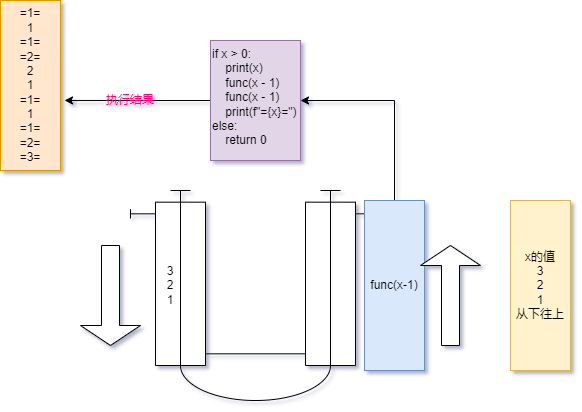 =1=
1
=1=
=2=
2
1
=1=
1
=1=
=2=
=3=
执行结果
if x > 0:
print(x)
func(x - 1)
func(x - 1)
print(f"={x}=")
else:
return 0
3
2
1
func(x-1)
x的值
3
2
1
从下往上